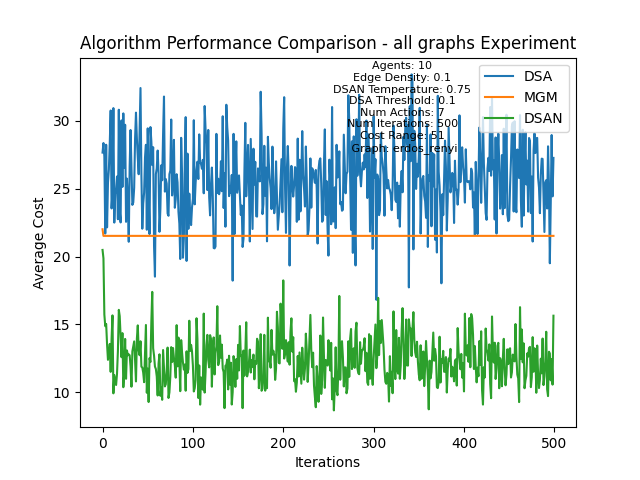 Algorithm Performance Comparison - all graphs Experiment
Agents: 10
Edge Density: 0.1
DSAN Temperature: 0.75
DSA Threshold: 0.1
Num Actions: 7
Num Iterations: 500
Cost Range: 51
Graph: erdos_renyi
DSA
MGM
DSAN
Average Cost
30
25
20
15
10
0
100
200
300
400
500
Iterations